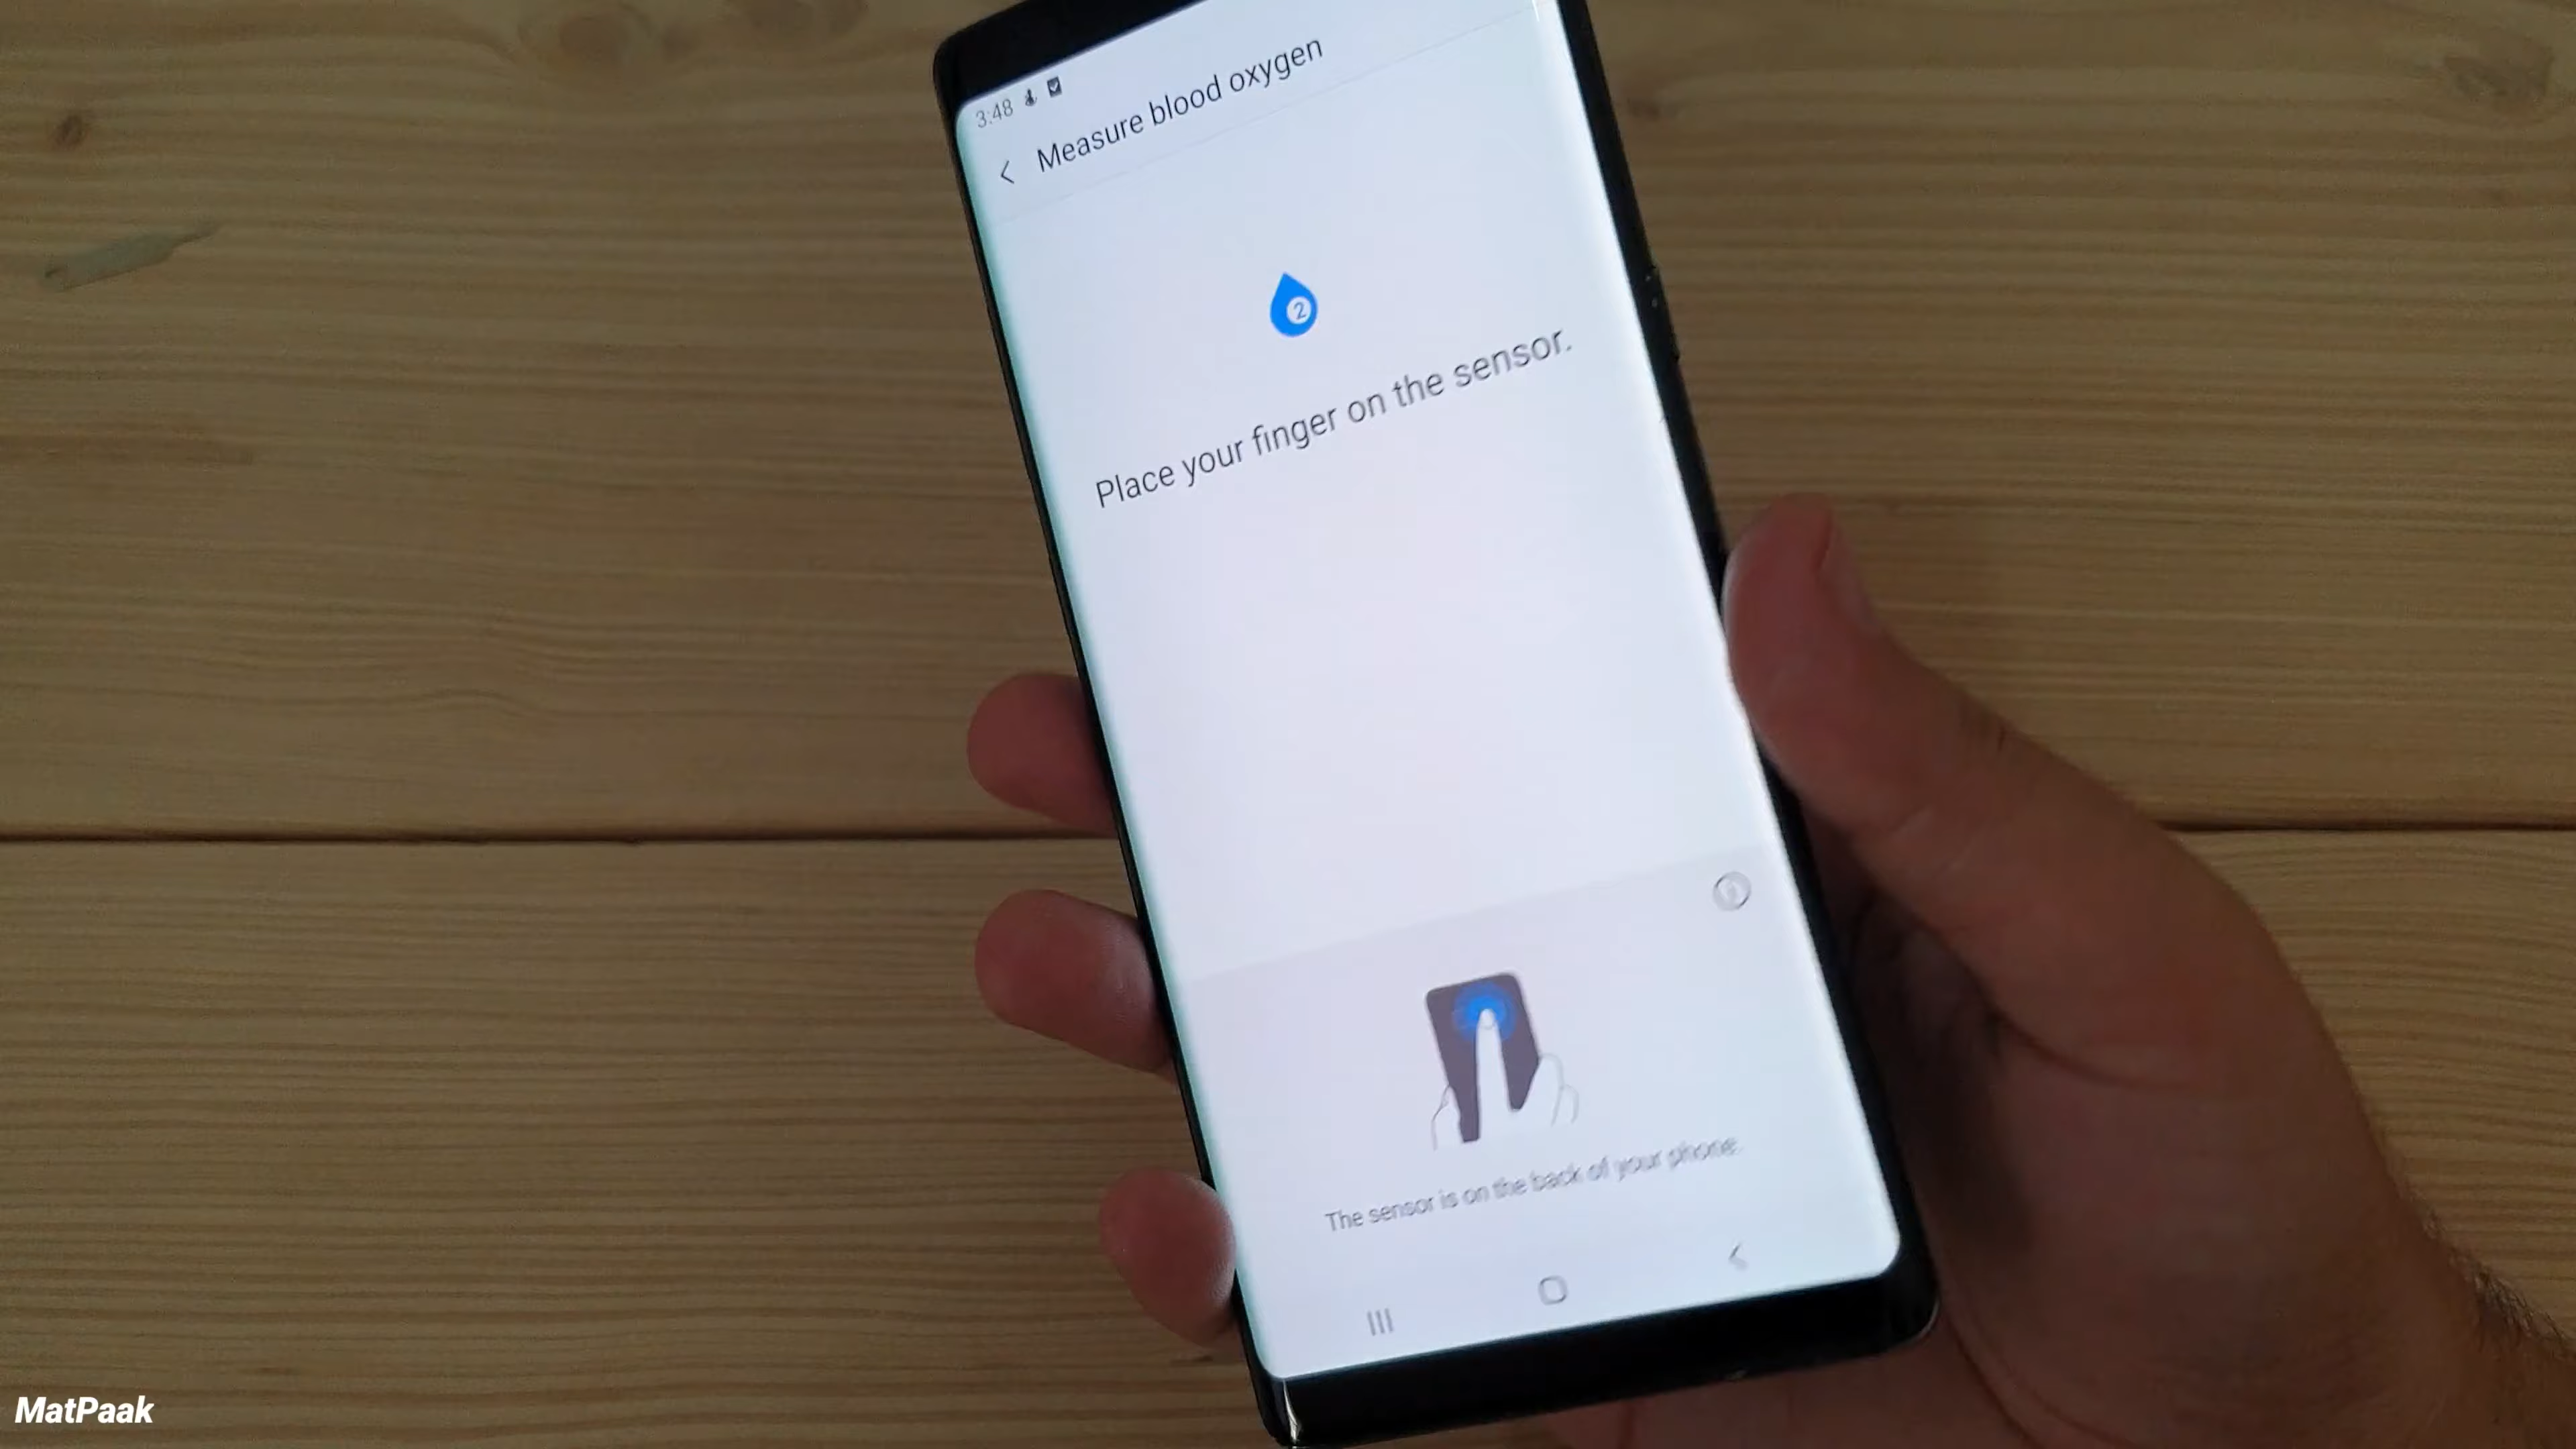 3:48
Measure blood oxygen
2
Place your finger on the sensor.
The sensor is on the back of your phone.
MatPaak